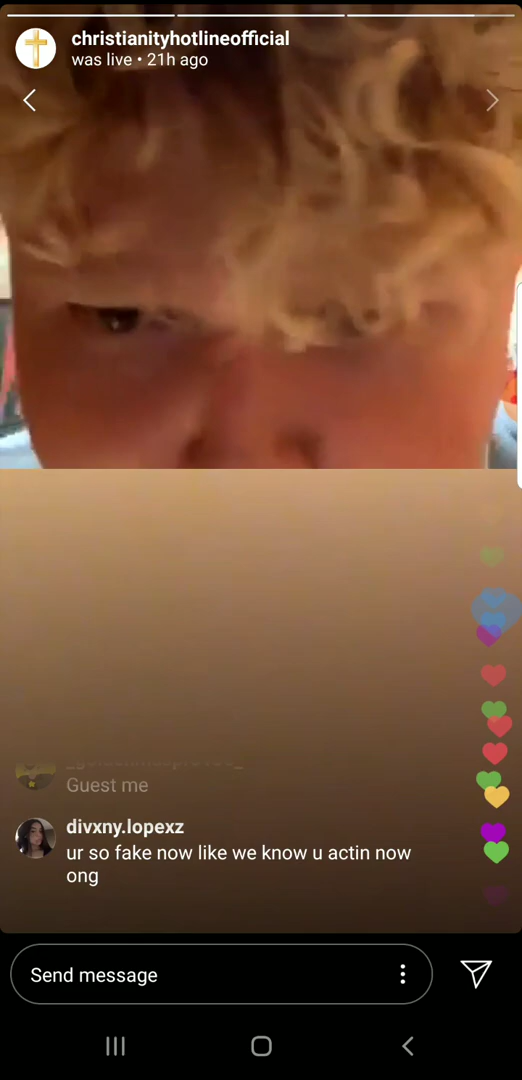 christianityhotlineofficial
was live • 21h ago
Guest me
divxny.lopexz
ur so fake now like we know u actin now
ong
Send message